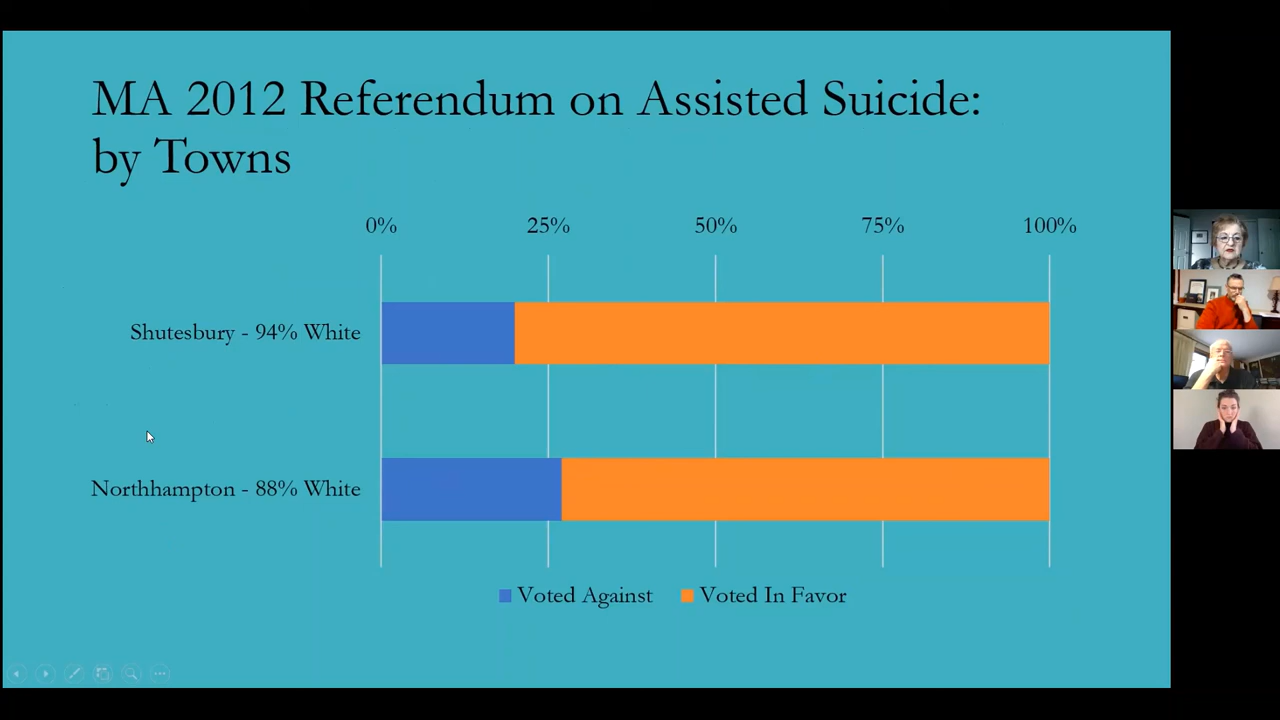 MA 2012 Referendum on Assisted Suicide:
by Towns
0% 25% 50% 75% 100%
Shutesbury - 94% White
Northhampton - 88% White
Voted Against Voted In Favor